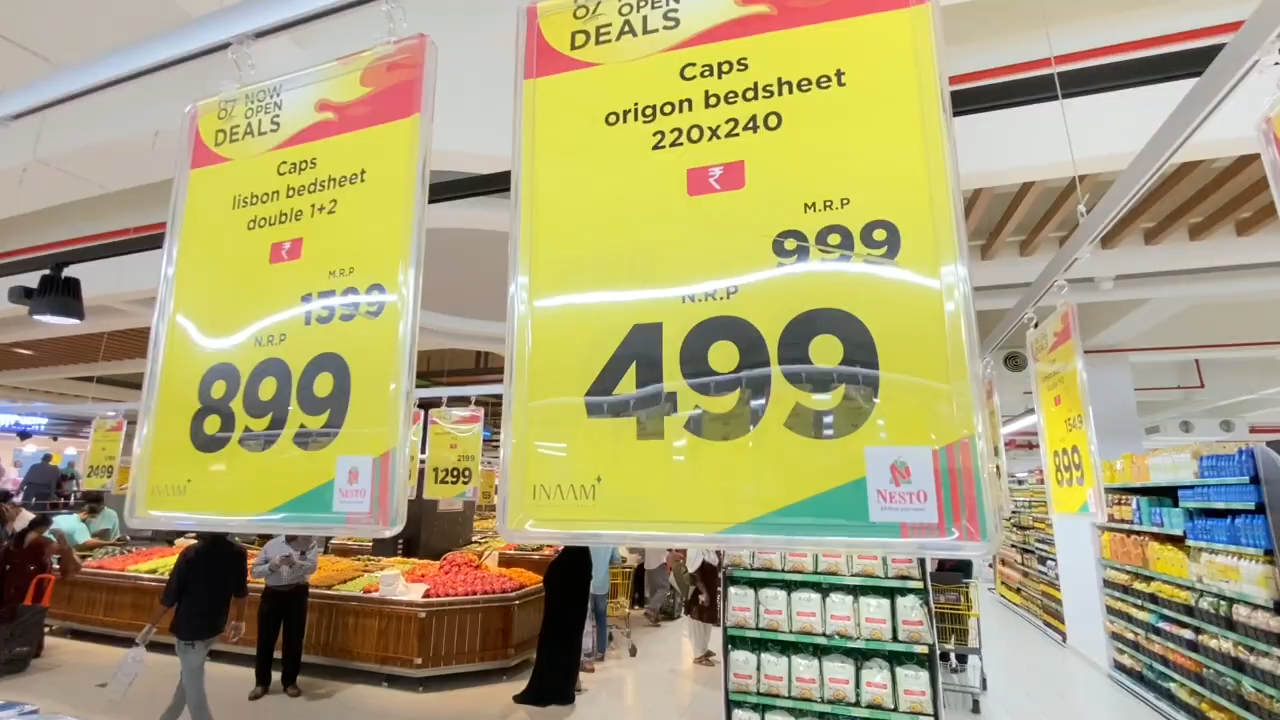 NOW
OPEN
DEALS
Caps
lisbon bedsheet
double 1+2
₹
M.R.P
1599
N.R.P
899
INAAM
NESTO
OPEN
DEALS
Caps
origon bedsheet
220x240
₹
M.R.P
999
N.R.P
499
INAAM
NESTO
2499
2199
1299
1549
899